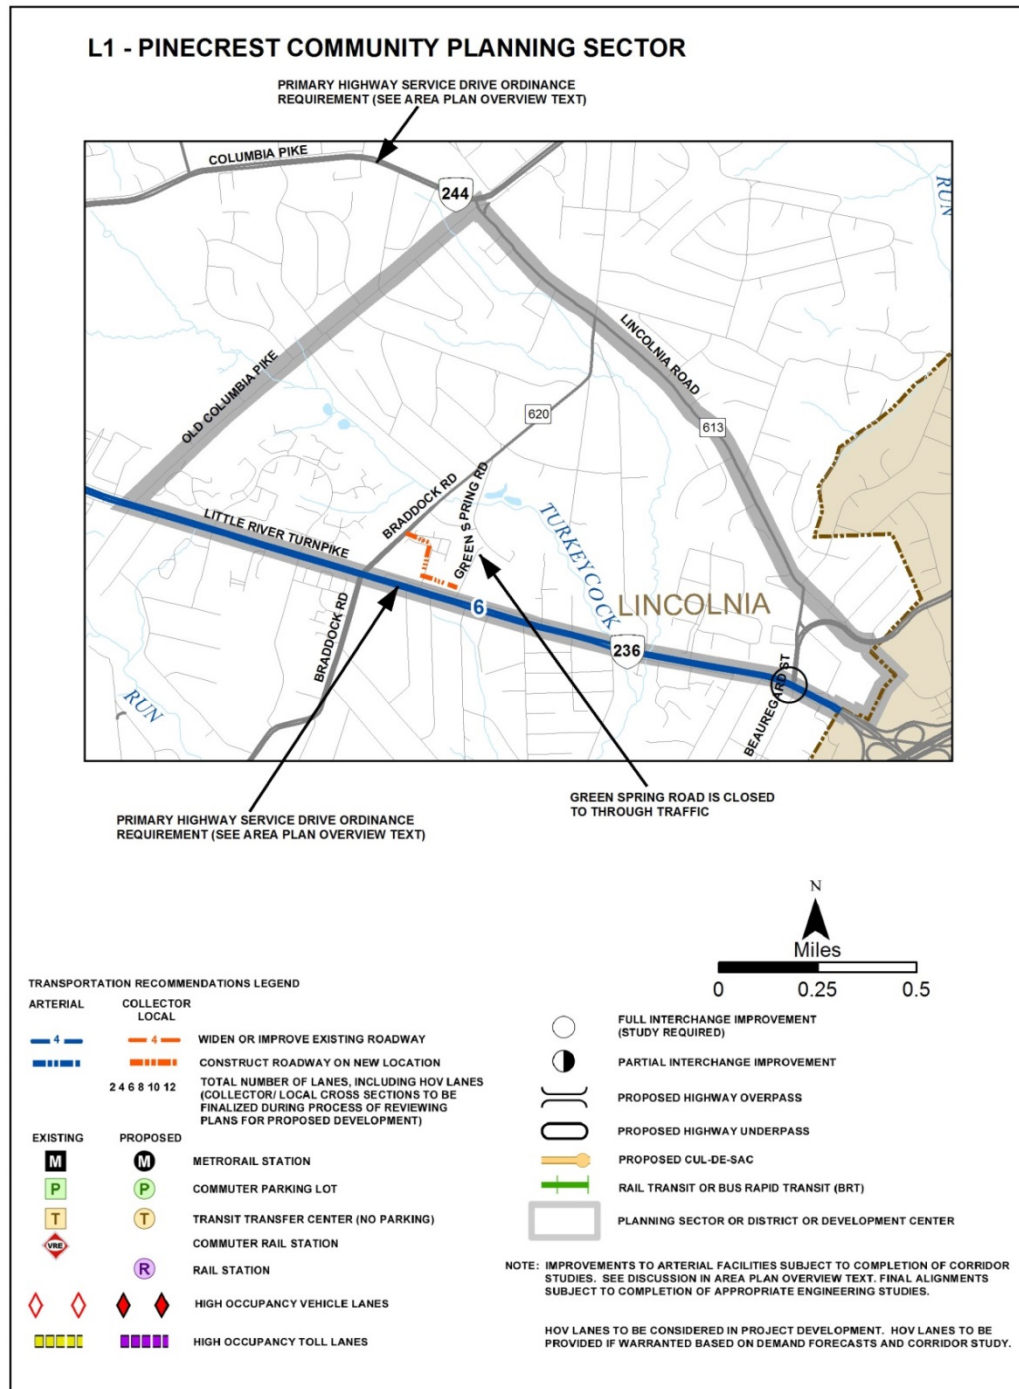 L1 - PINECREST COMMUNITY PLANNING SECTOR
PRIMARY HIGHWAY SERVICE DRIVE ORDINANCE
REQUIREMENT (SEE AREA PLAN OVERVIEW TEXT)
COLUMBIA PIKE
244
RUN
OLD COLUMBIA PIKE
LINCOLNIA ROAD
620
613
BRADDOCK RD
GREEN SPRING RD
LITTLE RIVER TURNPIKE
TURKEYCOCK
LINCOLNIA
6
236
BRADDOCK RD
RUN
BEAUREGARD ST
GREEN SPRING ROAD IS CLOSED
TO THROUGH TRAFFIC
PRIMARY HIGHWAY SERVICE DRIVE ORDINANCE
REQUIREMENT (SEE AREA PLAN OVERVIEW TEXT)
N
Miles
0 0.25 0.5
TRANSPORTATION RECOMMENDATIONS LEGEND
ARTERIAL COLLECTOR
LOCAL
4 4 WIDEN OR IMPROVE EXISTING ROADWAY
CONSTRUCT ROADWAY ON NEW LOCATION
2 4 6 8 10 12 TOTAL NUMBER OF LANES, INCLUDING HOV LANES
(COLLECTOR/ LOCAL CROSS SECTIONS TO BE
FINALIZED DURING PROCESS OF REVIEWING
PLANS FOR PROPOSED DEVELOPMENT)
EXISTING PROPOSED
M M METRORAIL STATION
P P COMMUTER PARKING LOT
T T TRANSIT TRANSFER CENTER (NO PARKING)
VRE COMMUTER RAIL STATION
R RAIL STATION
HIGH OCCUPANCY VEHICLE LANES
HIGH OCCUPANCY TOLL LANES
FULL INTERCHANGE IMPROVEMENT
(STUDY REQUIRED)
PARTIAL INTERCHANGE IMPROVEMENT
PROPOSED HIGHWAY OVERPASS
PROPOSED HIGHWAY UNDERPASS
PROPOSED CUL-DE-SAC
RAIL TRANSIT OR BUS RAPID TRANSIT (BRT)
PLANNING SECTOR OR DISTRICT OR DEVELOPMENT CENTER
NOTE: IMPROVEMENTS TO ARTERIAL FACILITIES SUBJECT TO COMPLETION OF CORRIDOR
STUDIES. SEE DISCUSSION IN AREA PLAN OVERVIEW TEXT. FINAL ALIGNMENTS
SUBJECT TO COMPLETION OF APPROPRIATE ENGINEERING STUDIES.
HOV LANES TO BE CONSIDERED IN PROJECT DEVELOPMENT. HOV LANES TO BE
PROVIDED IF WARRANTED BASED ON DEMAND FORECASTS AND CORRIDOR STUDY.